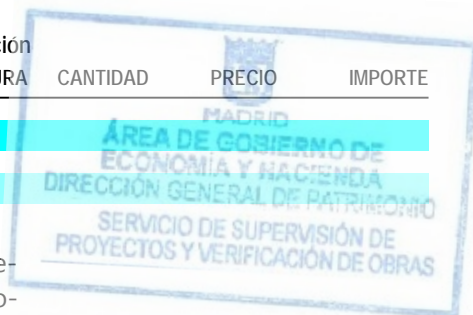 ción
URA CANTIDAD PRECIO IMPORTE
MADRID
ÁREA DE GOBIERNO DE
ECONOMÍA Y HACIENDA
DIRECCIÓN GENERAL DE PATRIMONIO
SERVICIO DE SUPERVISIÓN DE
PROYECTOS Y VERIFICACIÓN DE OBRAS
e-
o-